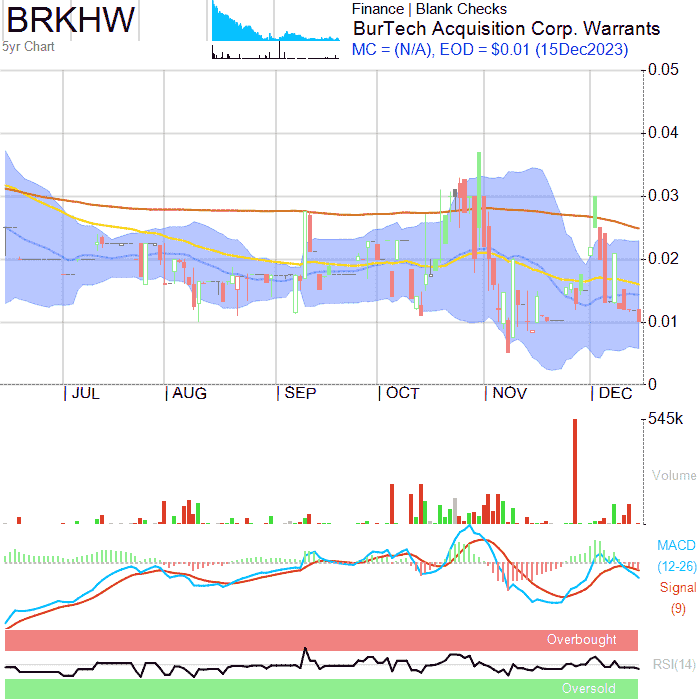 BRKHW
5yr Chart
Finance | Blank Checks
BurTech Acquisition Corp. Warrants
MC = (N/A), EOD = $0.01 (15Dec2023)
0.05
0.04
0.03
0.02
0.01
0
JUL AUG SEP OCT NOV DEC
545k
Volume
MACD
(12-26)
Signal
(9)
Overbought
RSI(14)
Oversold